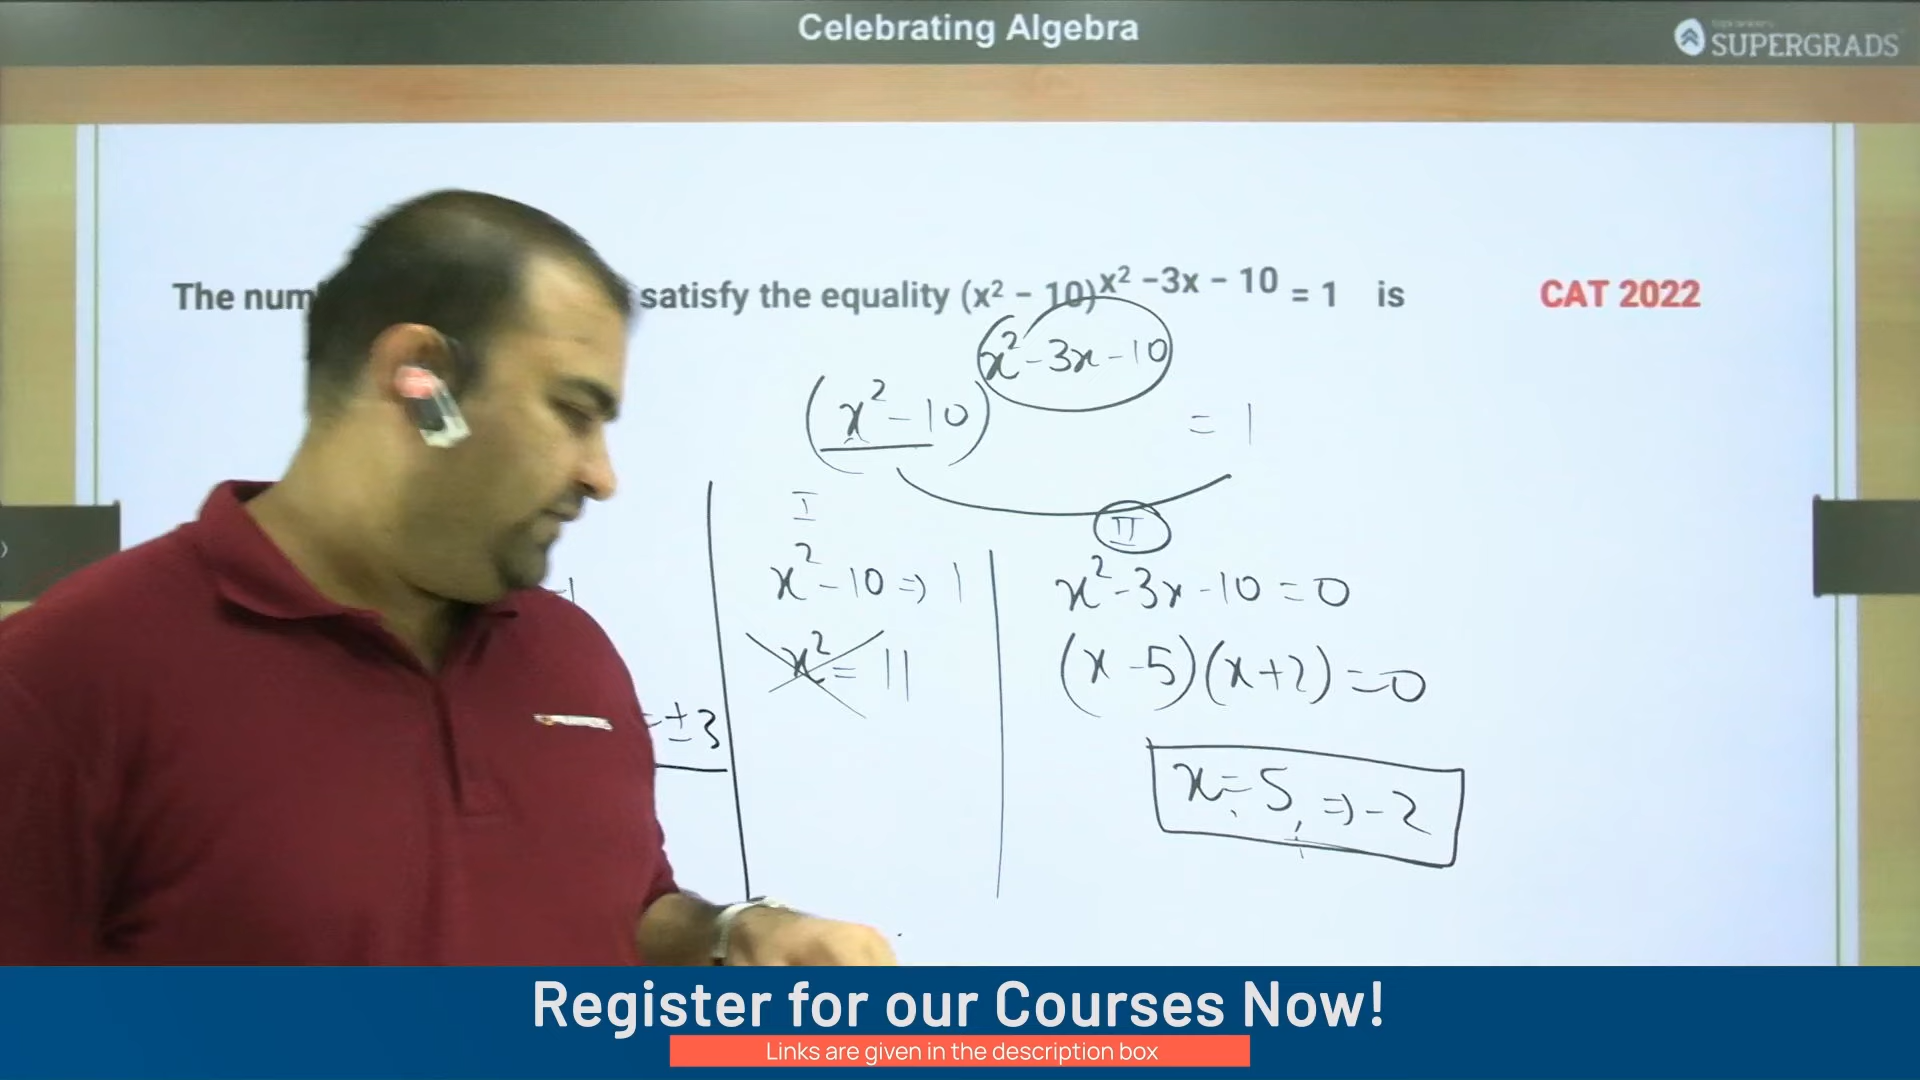 Celebrating Algebra
SUPERGRADS
The num satisfy the equality (x² – 10)^x² –3x – 10 = 1 is CAT 2022
(x² – 10)^x² – 3x – 10 = 1
I
II
x² – 10 => 1
x² – 3x – 10 = 0
x² = 11
(x – 5)(x + 2) = 0
= ± 3
x = 5, => –2
Register for our Courses Now!
Links are given in the description box